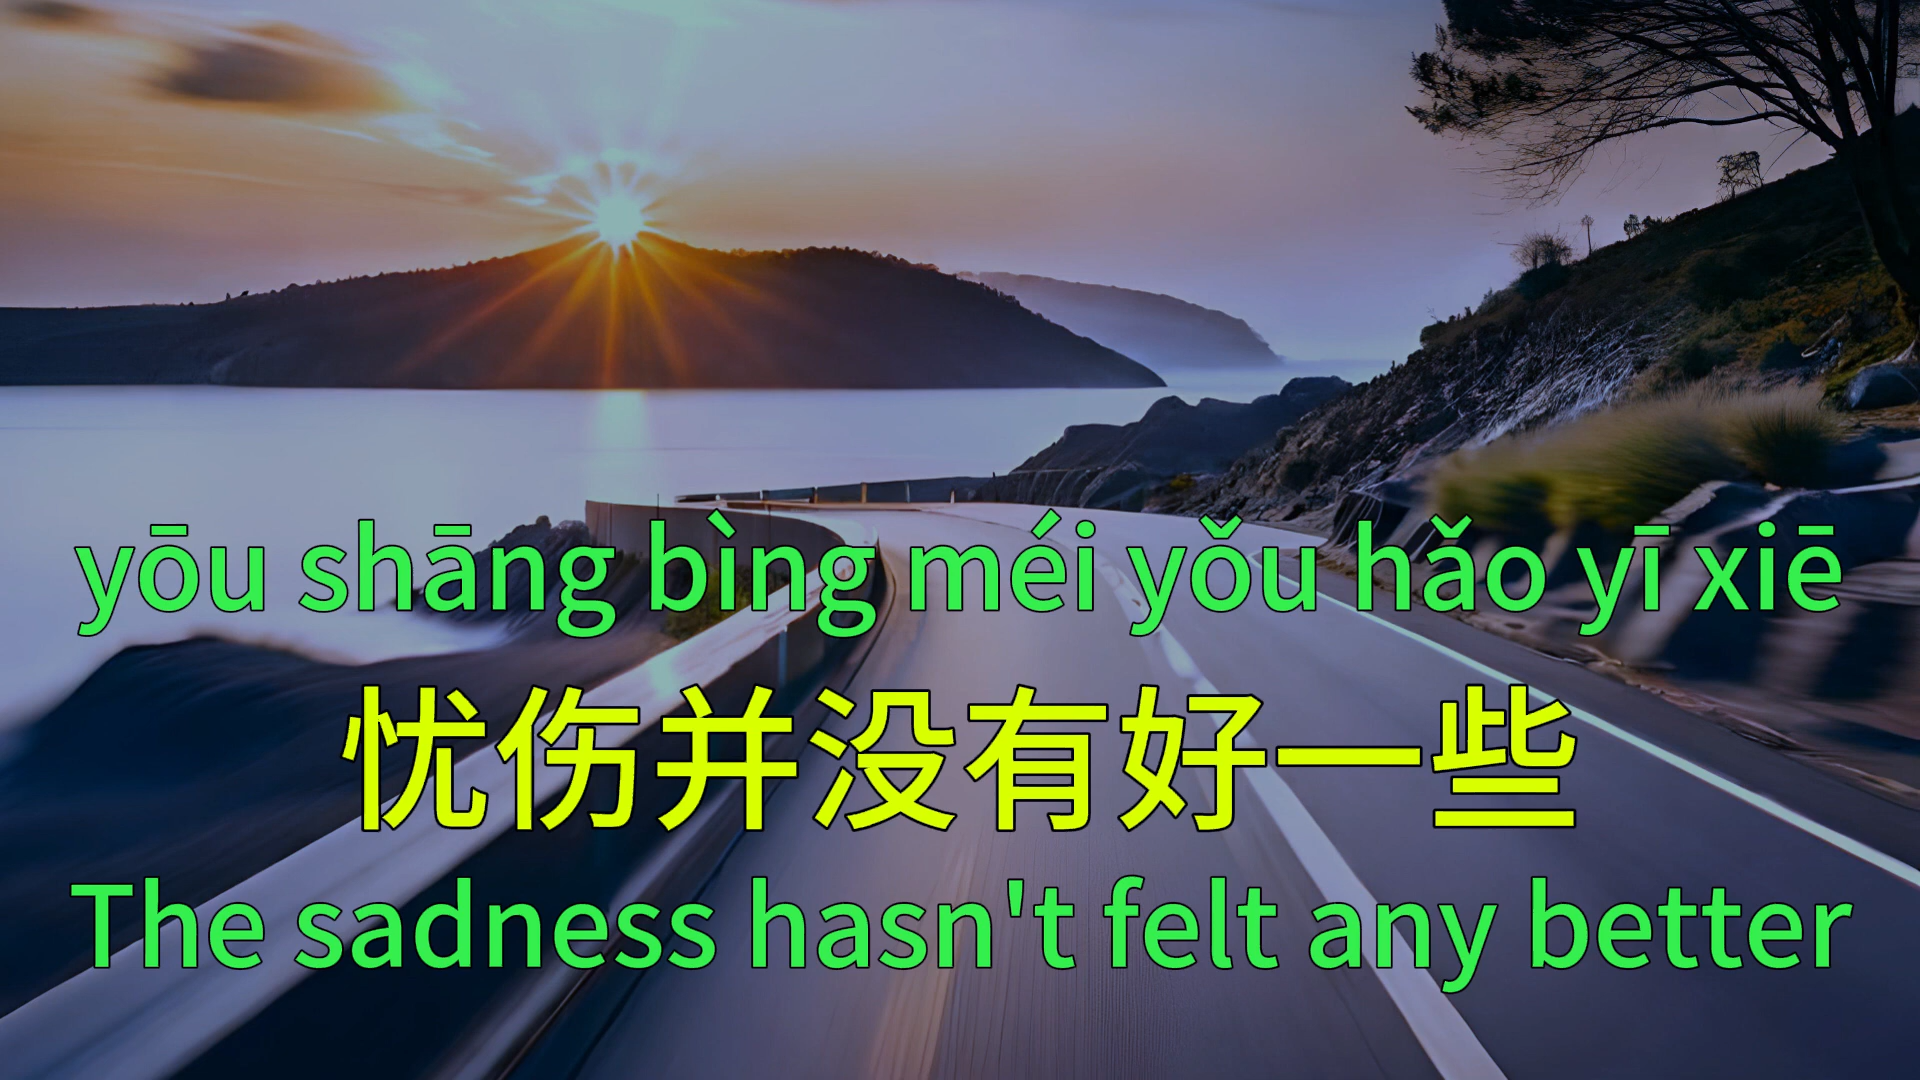 yōu shāng bìng méi yǒu hǎo yī xiē
忧伤并没有好一些
The sadness hasn't felt any better